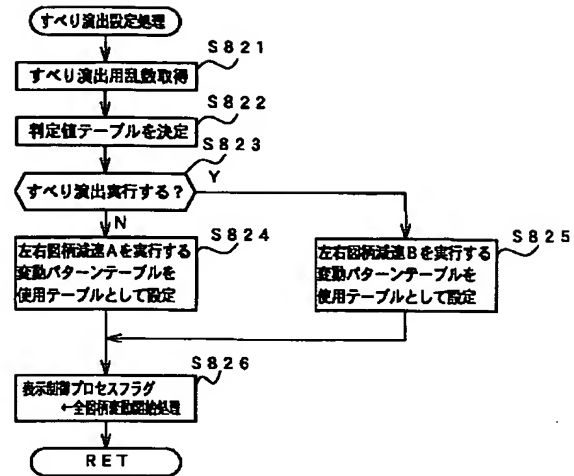 すべり演出設定処理
S821
すべり演出用乱数取得
S822
判定値テーブルを決定
S823
すべり演出実行する?
Y
N
S824
左右図柄減速Aを実行する
変動パターンテーブルを
使用テーブルとして設定
S825
左右図柄減速Bを実行する
変動パターンテーブルを
使用テーブルとして設定
S826
表示制御プロセスフラグ
←全図柄変動開始処理
RET